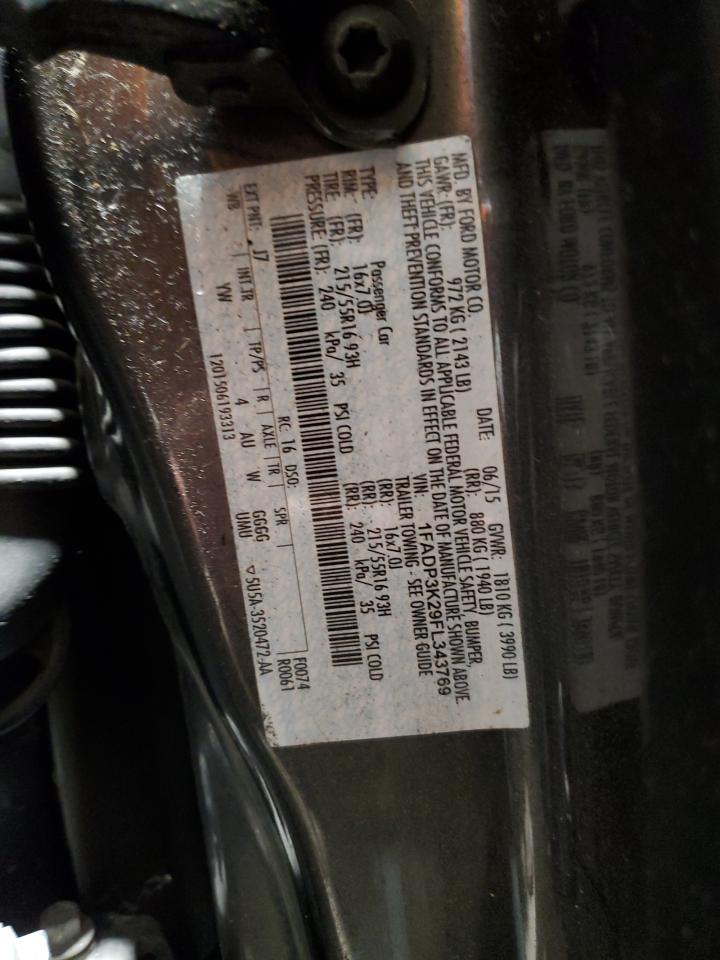 MFD. BY FORD MOTOR CO.
DATE: 06/15 GVWR: 1810 KG ( 3990 LB)
GAWR: (FR): 972 KG ( 2143 LB) (RR): 880 KG ( 1940 LB)
THIS VEHICLE CONFORMS TO ALL APPLICABLE FEDERAL MOTOR VEHICLE SAFETY, BUMPER,
AND THEFT PREVENTION STANDARDS IN EFFECT ON THE DATE OF MANUFACTURE SHOWN ABOVE.
VIN: 1FADP3K29FL343769
TYPE: Passenger Car TRAILER TOWING - SEE OWNER GUIDE
RIM: (FR): 16x7.0J (RR): 16x7.0J
TIRE: (FR): 215/55R16 93H (RR): 215/55R16 93H
PRESSURE (FR): 240 kPa/ 35 PSI COLD (RR): 240 kPa/ 35 PSI COLD
RC: 16 DSO: F0074
EXT PNT: J7 R0061
INT.TR TP/PS R AXLE TR SPR
WB YW 4 AU W GGGG
UMU
1201506193313 ▽5U5A-3520472-AA